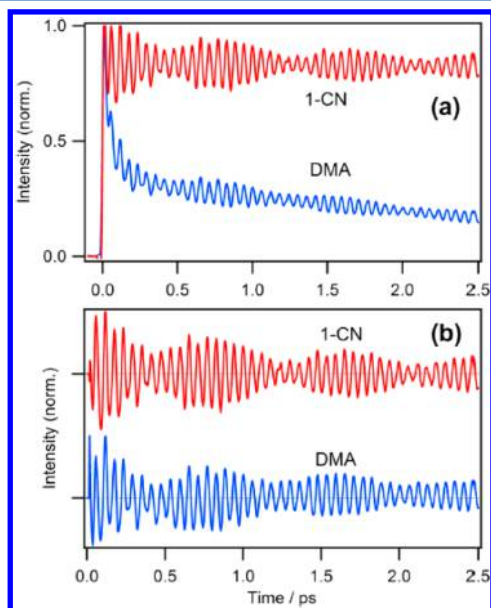 1.0
(a)
1-CN
Intensity (norm.)
0.5
DMA
0.0
0.0 0.5 1.0 1.5 2.0 2.5
(b)
1-CN
Intensity (norm.)
DMA
0.0 0.5 1.0 1.5 2.0 2.5
Time / ps